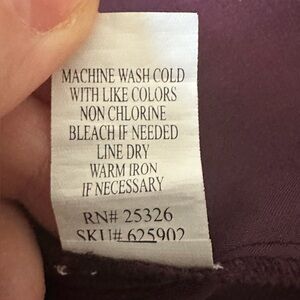 MACHINE WASH COLD
WITH LIKE COLORS
NON CHLORINE
BLEACH IF NEEDED
LINE DRY
WARM IRON
IF NECESSARY
RN# 25326
SKU# 625902